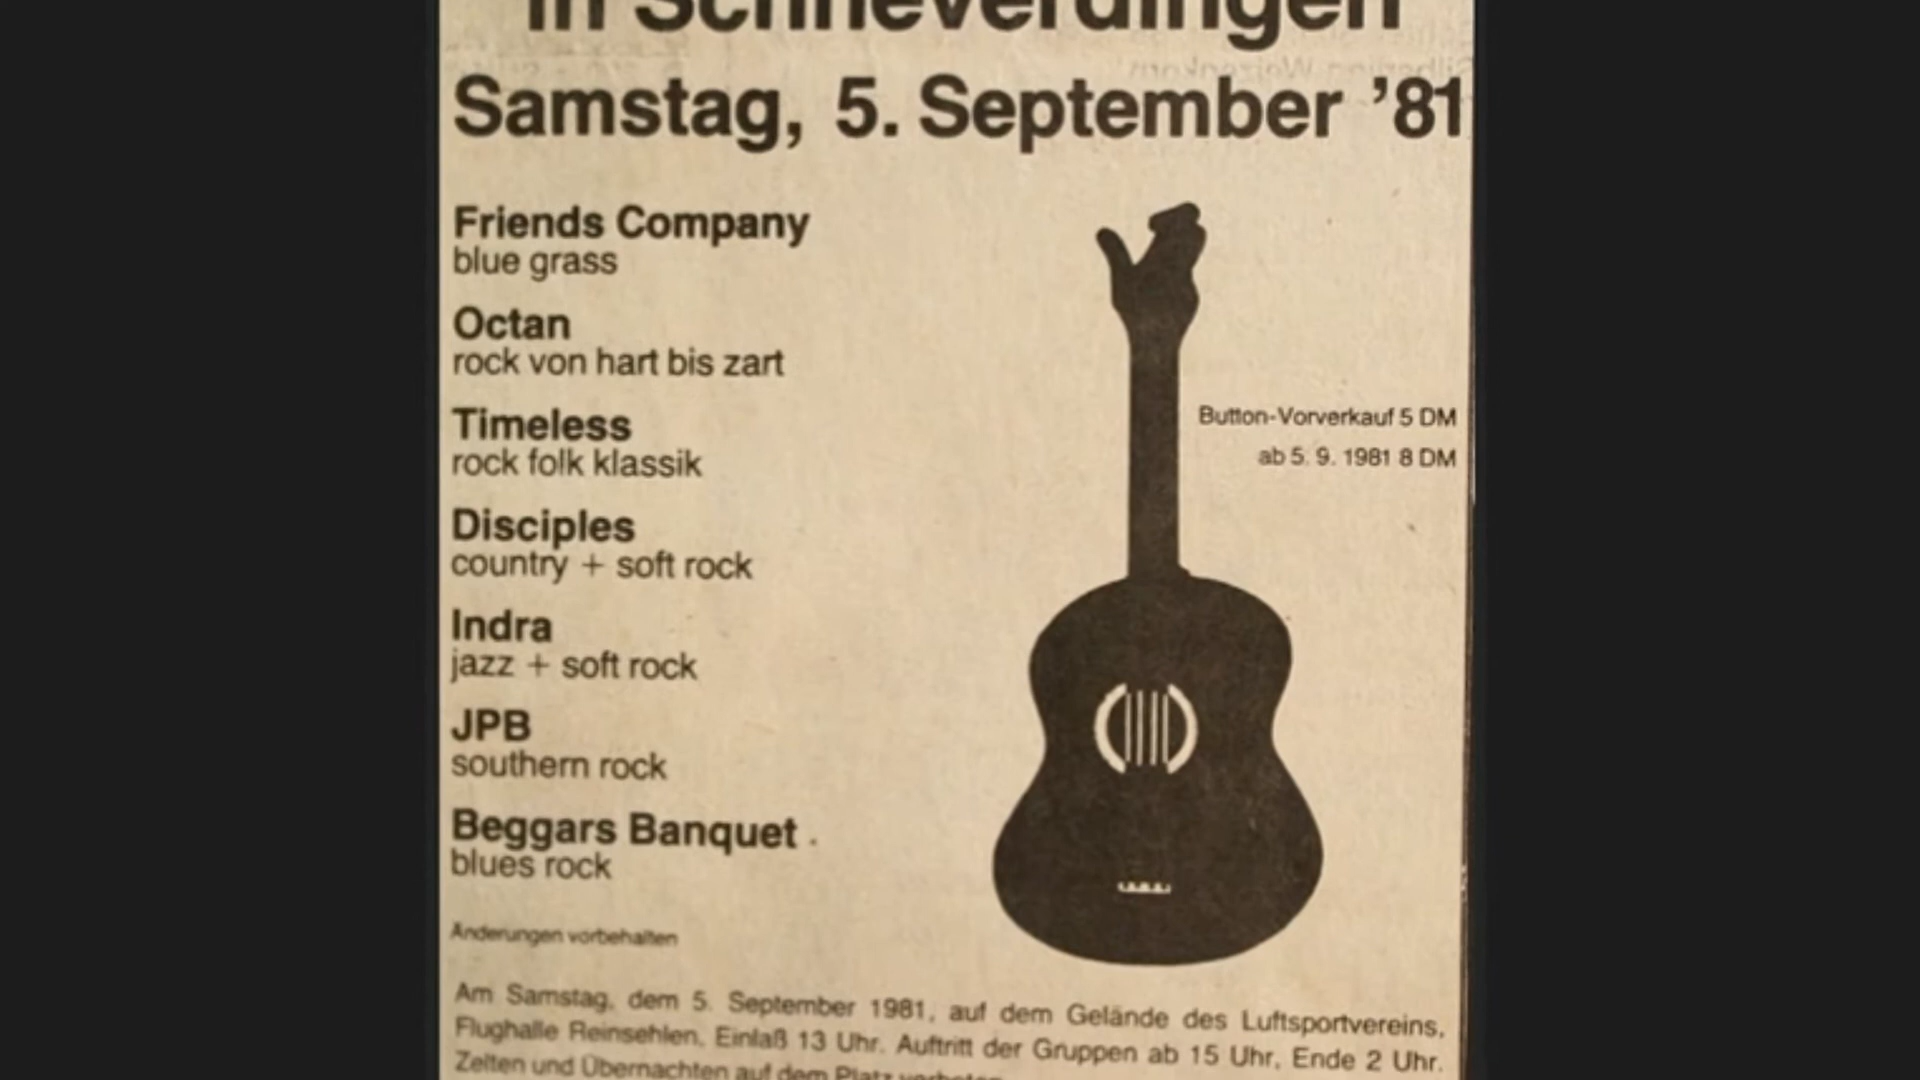 in Schneverdingen
Samstag, 5. September ’81
Friends Company
blue grass
Octan
rock von hart bis zart
Timeless
rock folk klassik
Button-Vorverkauf 5 DM
ab 5. 9. 1981 8 DM
Disciples
country + soft rock
Indra
jazz + soft rock
JPB
southern rock
Beggars Banquet
blues rock
Änderungen vorbehalten
Am Samstag, dem 5. September 1981, auf dem Gelände des Luftsportvereins,
Flughalle Reinsehlen. Einlaß 13 Uhr. Auftritt der Gruppen ab 15 Uhr, Ende 2 Uhr.
Zelten und Übernachten auf dem Platz verboten